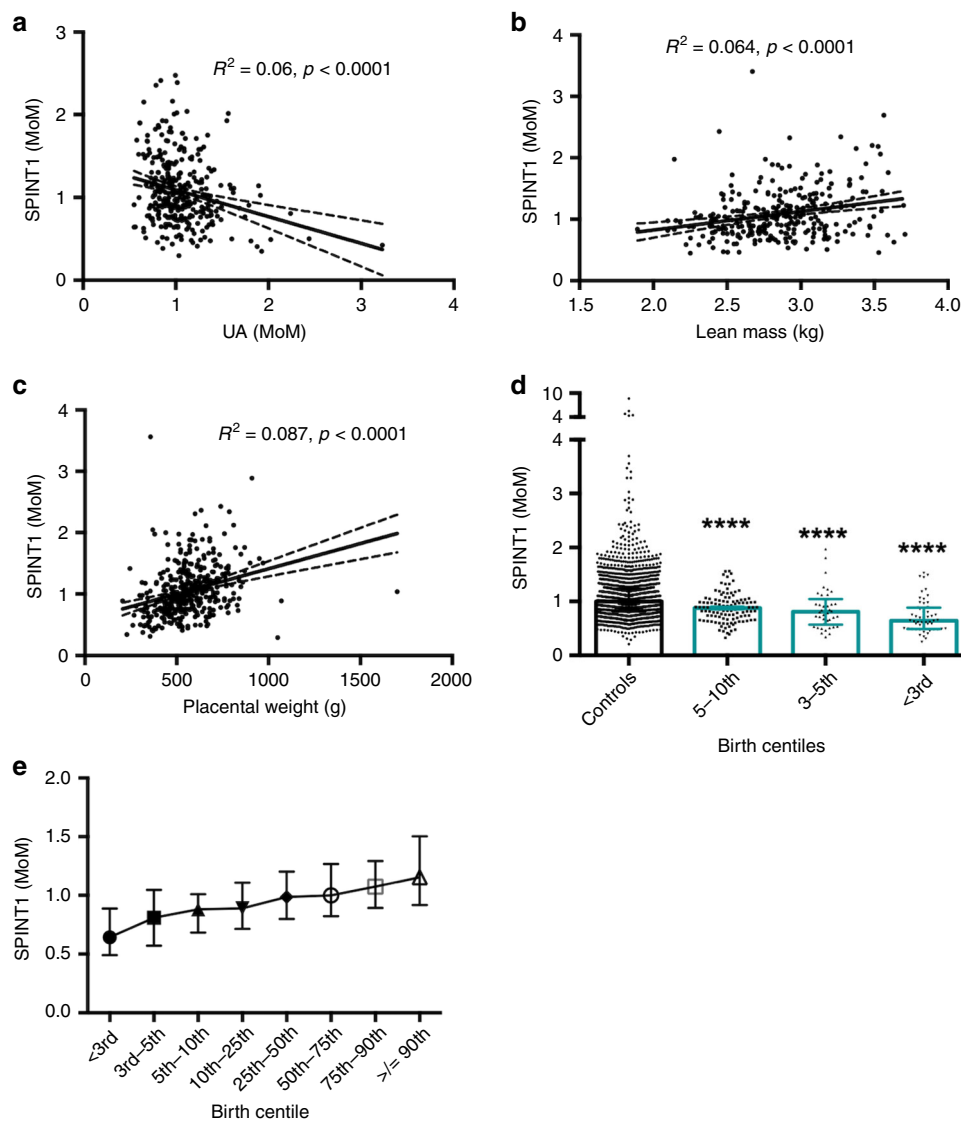 a
3
2
1
0
SPINT1 (MoM)
R² = 0.06, p < 0.0001
0 1 2 3 4
UA (MoM)
b
4
3
2
1
0
SPINT1 (MoM)
R² = 0.064, p < 0.0001
1.5 2.0 2.5 3.0 3.5 4.0
Lean mass (kg)
c
4
3
2
1
0
SPINT1 (MoM)
R² = 0.087, p < 0.0001
0 500 1000 1500 2000
Placental weight (g)
d
10
4
4
3
2
1
0
SPINT1 (MoM)
**** **** ****
Controls 5–10th 3–5th <3rd
Birth centiles
e
2.0
1.5
1.0
0.5
0.0
SPINT1 (MoM)
<3rd 3rd–5th 5th–10th 10th–25th 25th–50th 50th–75th 75th–90th >/= 90th
Birth centile